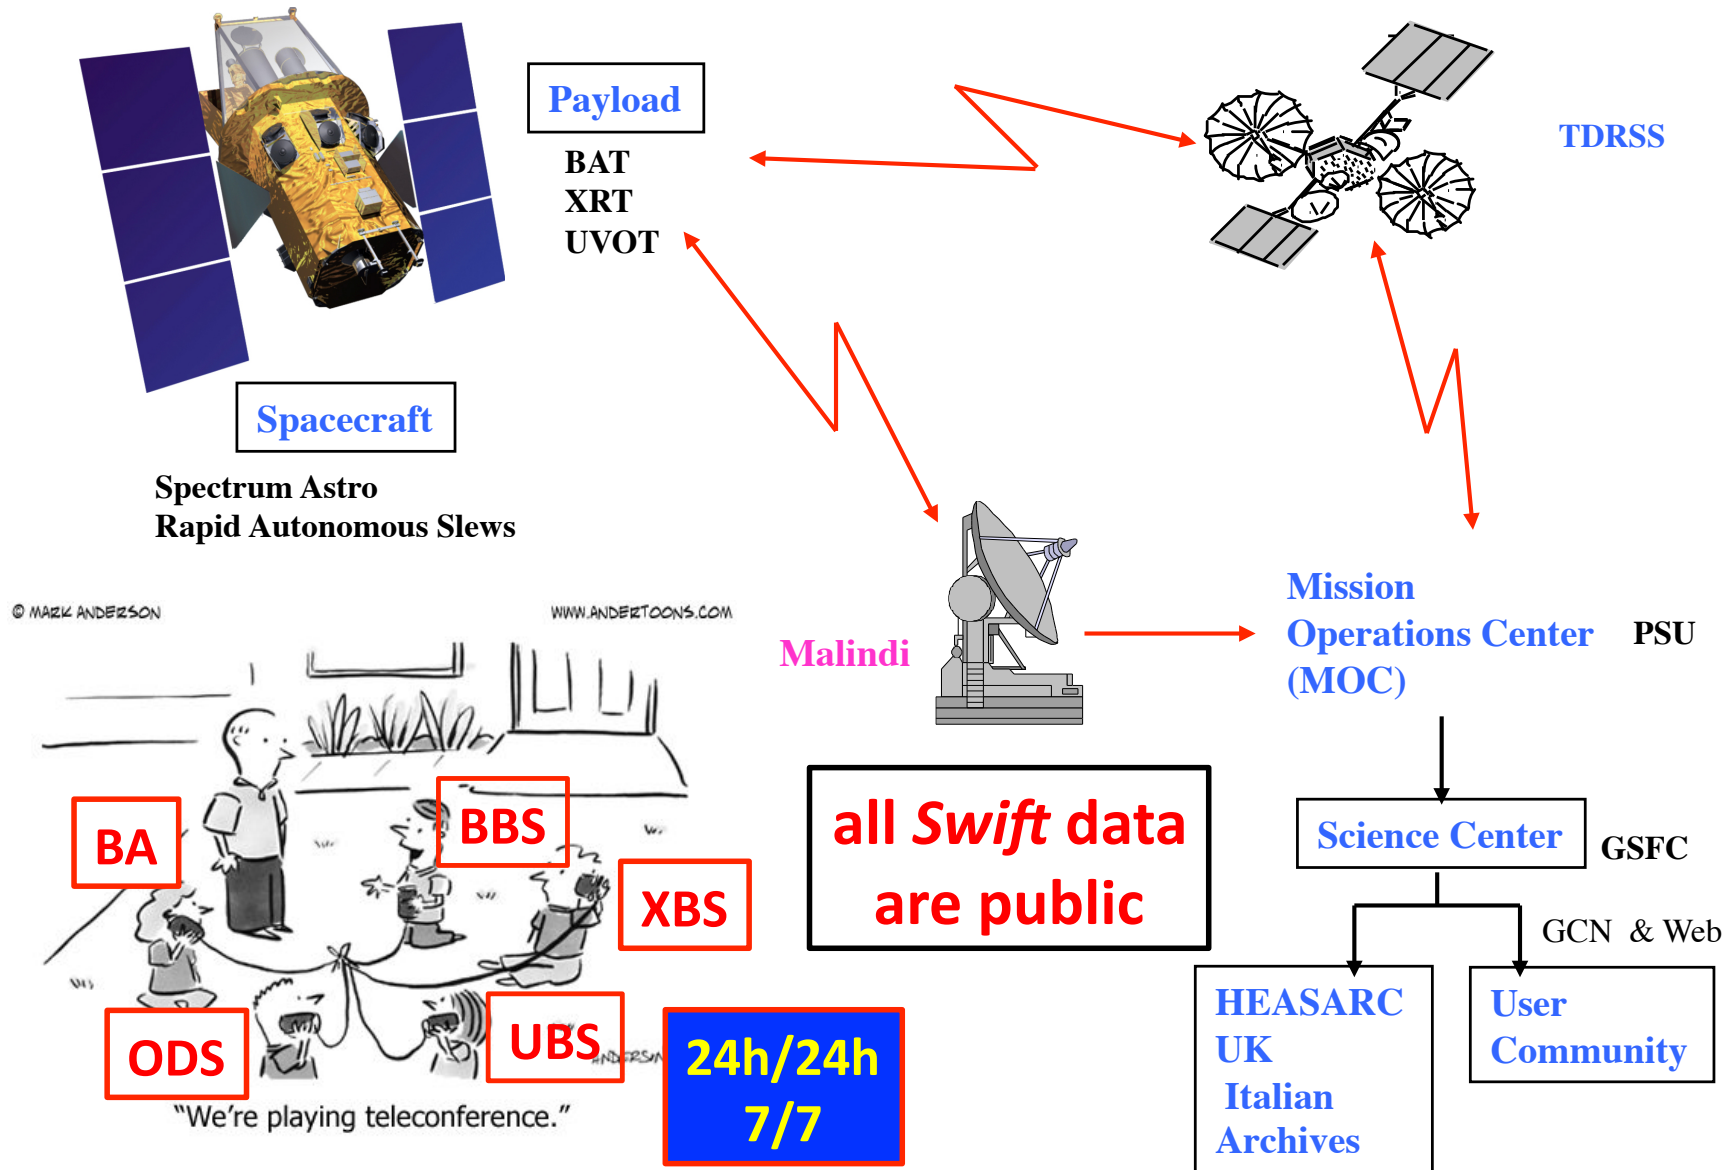 Payload
BAT
XRT
UVOT
TDRSS
Spacecraft
Spectrum Astro
Rapid Autonomous Slews
© MARK ANDERSON
WWW.ANDERTOONS.COM
Malindi
Mission
Operations Center
(MOC)
PSU
BA
BBS
XBS
ODS
UBS
ANDERSON
"We're playing teleconference."
24h/24h
7/7
all Swift data
are public
Science Center
GSFC
GCN & Web
HEASARC
UK
Italian
Archives
User
Community